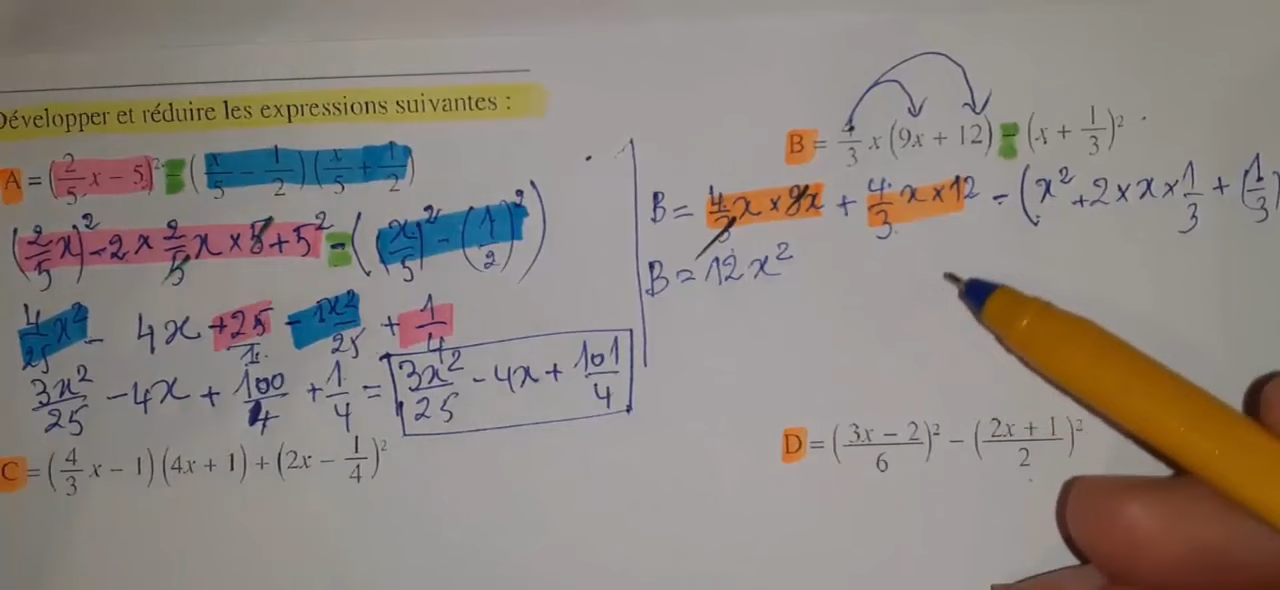 Développer et réduire les expressions suivantes :
A = (2/5 x − 5)² − (x/5 − 1/2)(x/5 + 1/2)
(2/5 x)² − 2 × 2/5 x × 5 + 5² − ((x/5)² − (1/2)²)
4/25 x² − 4x + 25/1 − 1x²/25 + 1/4
3x²/25 − 4x + 100/4 + 1/4 = 3x²/25 − 4x + 101/4
B = 4/3 x (9x + 12) − (x + 1/3)²
B = 4/3 x × 9x + 4/3 x × 12 − (x² + 2 × x × 1/3 + (1/3)
B = 12x²
C = (4/3 x − 1)(4x + 1) + (2x − 1/4)²
D = (3x − 2/6)² − (2x + 1/2)²